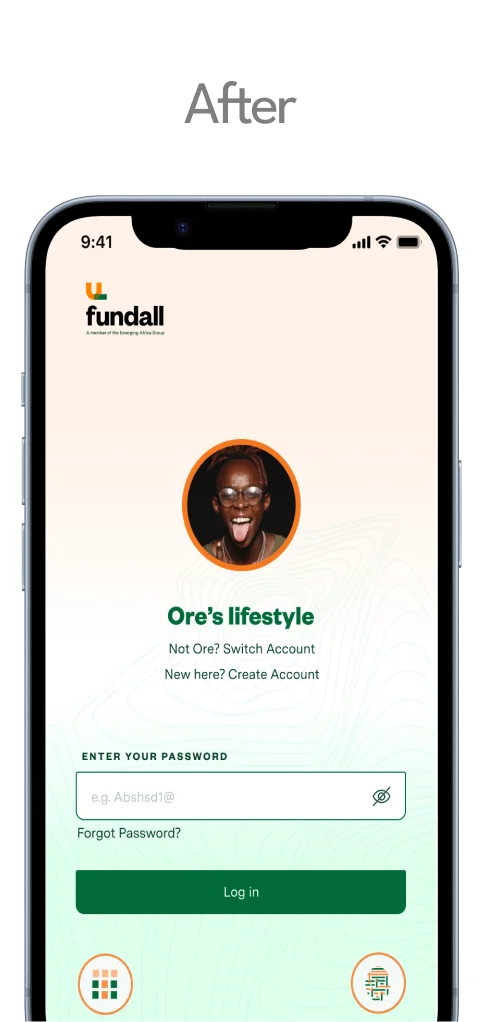 After
9:41
fundall
A member of the Emerging Africa Group
Ore's lifestyle
Not Ore? Switch Account
New here? Create Account
ENTER YOUR PASSWORD
e.g. Abshsd1@
Forgot Password?
Log in